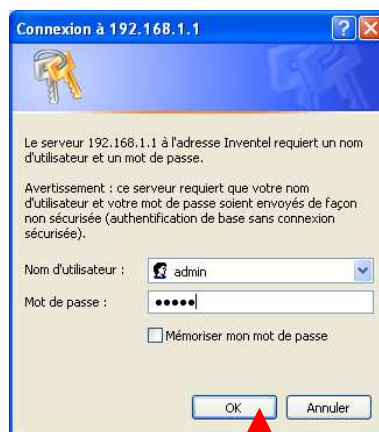 Connexion à 192.168.1.1
Le serveur 192.168.1.1 à l'adresse Inventel requiert un nom
d'utilisateur et un mot de passe.
Avertissement : ce serveur requiert que votre nom
d'utilisateur et votre mot de passe soient envoyés de façon
non sécurisée (authentification de base sans connexion
sécurisée).
Nom d'utilisateur : admin
Mot de passe : •••••
Mémoriser mon mot de passe
OK Annuler